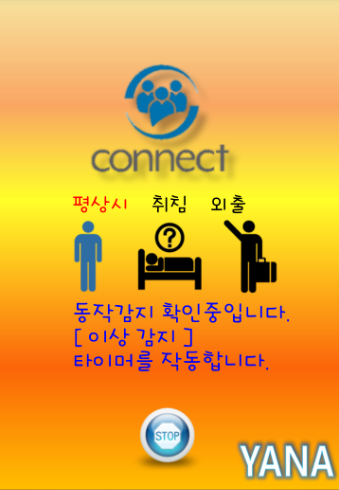 connect
평상시 취침 외출
?
동작감지 확인중입니다.
[ 이상 감지 ]
타이머를 작동합니다.
STOP
YANA